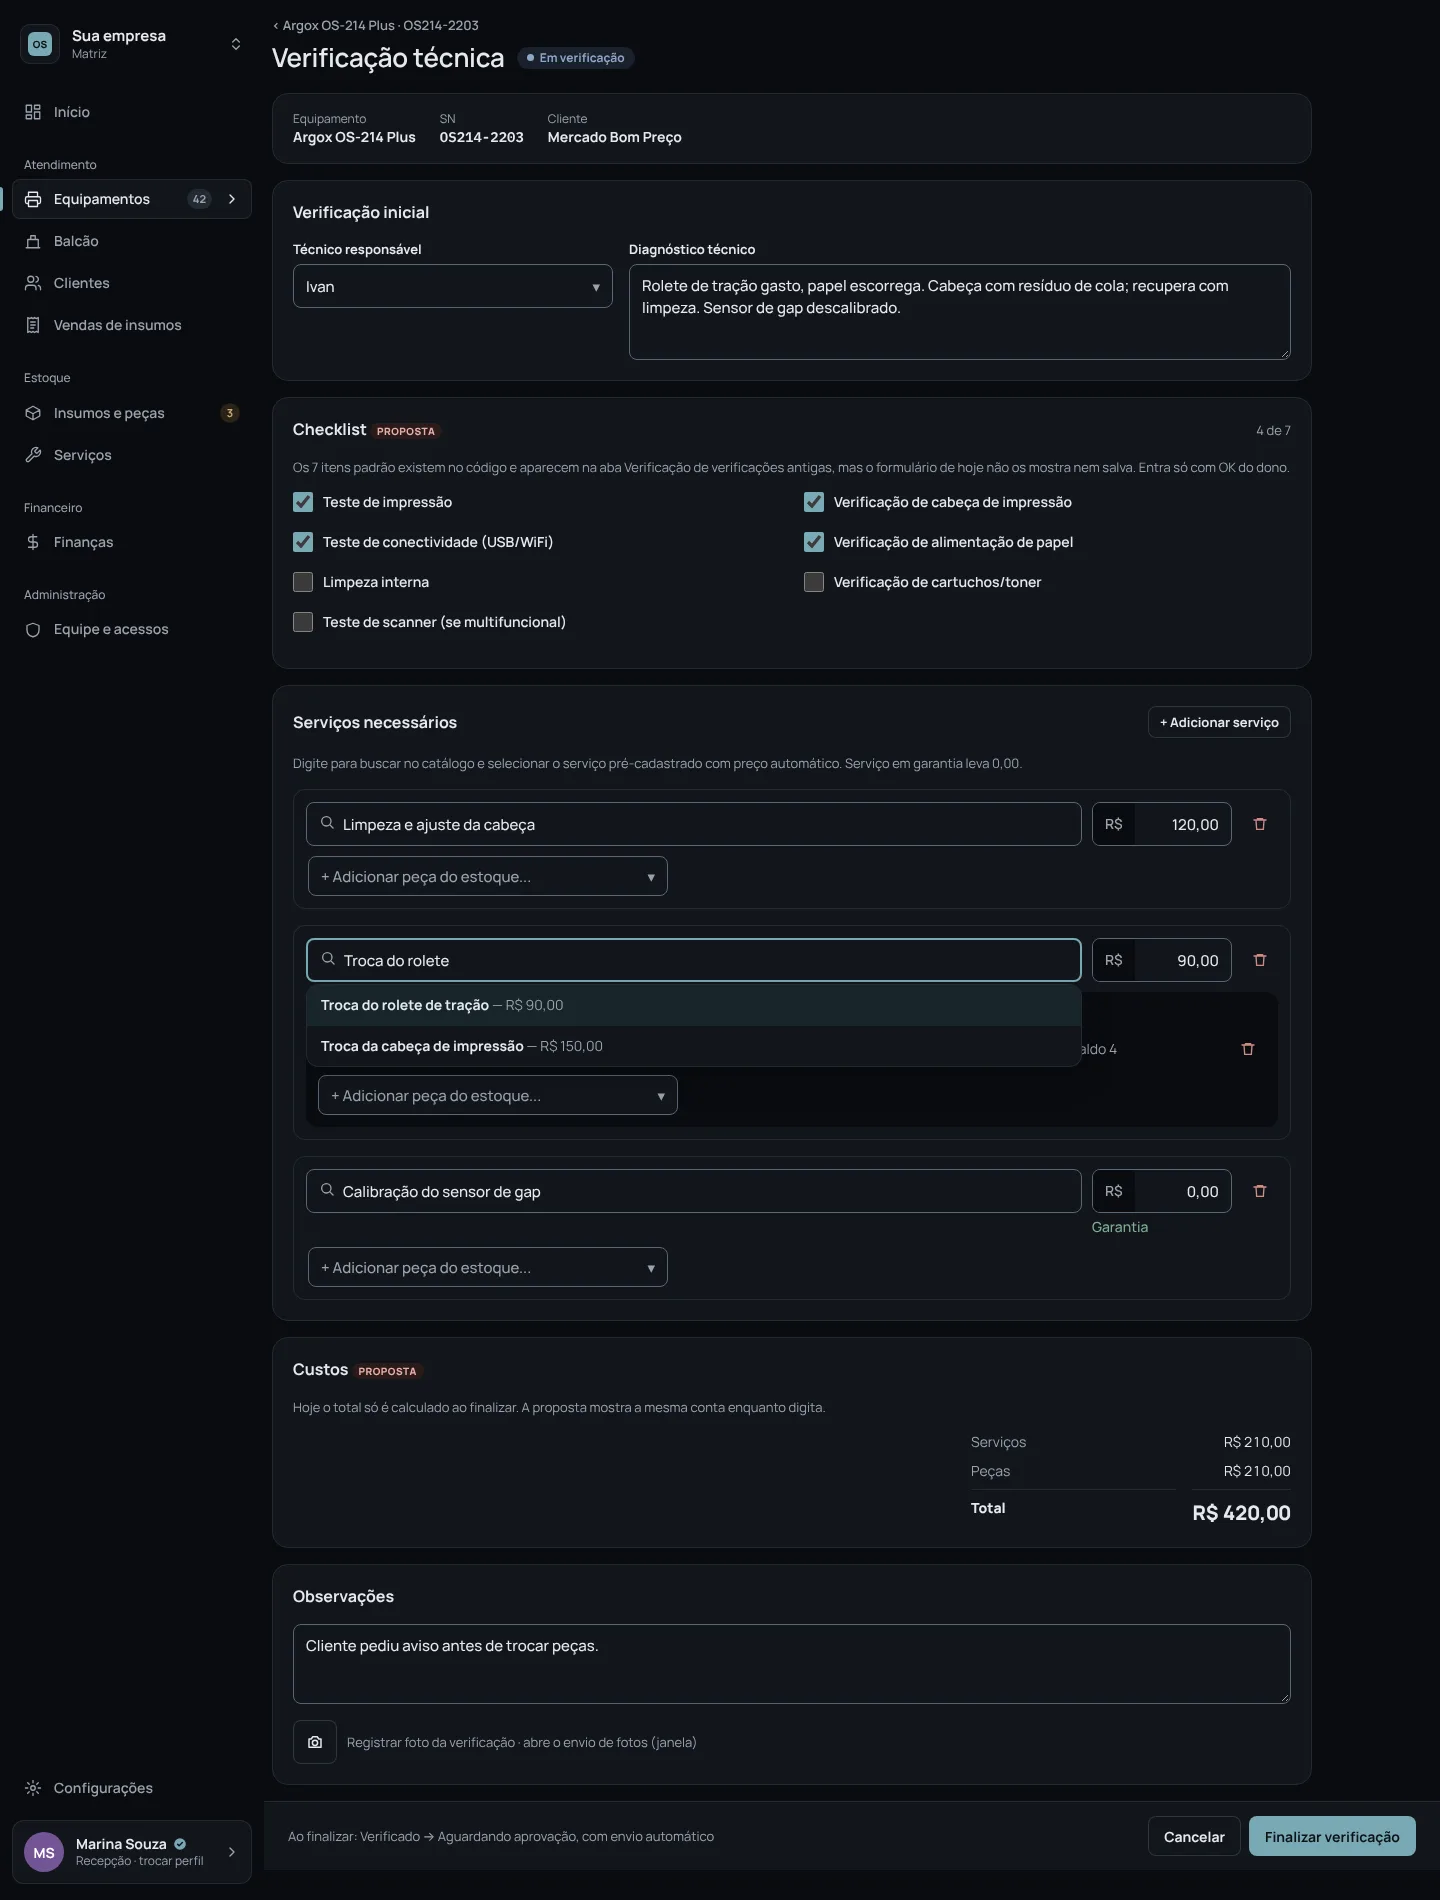 OS
Sua empresa
Matriz
Início
Atendimento
Equipamentos 42
Balcão
Clientes
Vendas de insumos
Estoque
Insumos e peças 3
Serviços
Financeiro
Finanças
Administração
Equipe e acessos
Configurações
MS
Marina Souza
Recepção · trocar perfil
‹ Argox OS-214 Plus · OS214-2203
Verificação técnica
Em verificação
Equipamento
Argox OS-214 Plus
SN
OS214-2203
Cliente
Mercado Bom Preço
Verificação inicial
Técnico responsável
Ivan
Diagnóstico técnico
Rolete de tração gasto, papel escorrega. Cabeça com resíduo de cola; recupera com
limpeza. Sensor de gap descalibrado.
Checklist PROPOSTA
4 de 7
Os 7 itens padrão existem no código e aparecem na aba Verificação de verificações antigas, mas o formulário de hoje não os mostra nem salva. Entra só com OK do dono.
Teste de impressão
Verificação de cabeça de impressão
Teste de conectividade (USB/WiFi)
Verificação de alimentação de papel
Limpeza interna
Verificação de cartuchos/toner
Teste de scanner (se multifuncional)
Serviços necessários
+ Adicionar serviço
Digite para buscar no catálogo e selecionar o serviço pré-cadastrado com preço automático. Serviço em garantia leva 0,00.
Limpeza e ajuste da cabeça
R$ 120,00
+ Adicionar peça do estoque...
Troca do rolete
R$ 90,00
Troca do rolete de tração — R$ 90,00
Troca da cabeça de impressão — R$ 150,00
aldo 4
+ Adicionar peça do estoque...
Calibração do sensor de gap
R$ 0,00
Garantia
+ Adicionar peça do estoque...
Custos PROPOSTA
Hoje o total só é calculado ao finalizar. A proposta mostra a mesma conta enquanto digita.
Serviços R$ 210,00
Peças R$ 210,00
Total R$ 420,00
Observações
Cliente pediu aviso antes de trocar peças.
Registrar foto da verificação · abre o envio de fotos (janela)
Ao finalizar: Verificado → Aguardando aprovação, com envio automático
Cancelar
Finalizar verificação